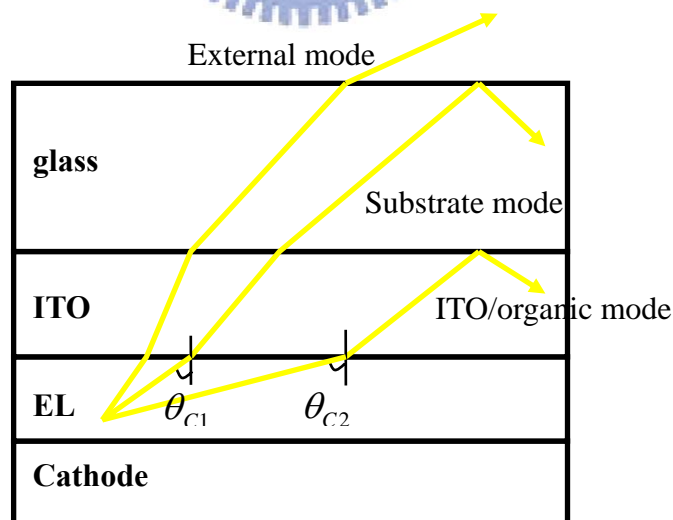 External mode
glass
Substrate mode
ITO
ITO/organic mode
EL
θC1
θC2
Cathode